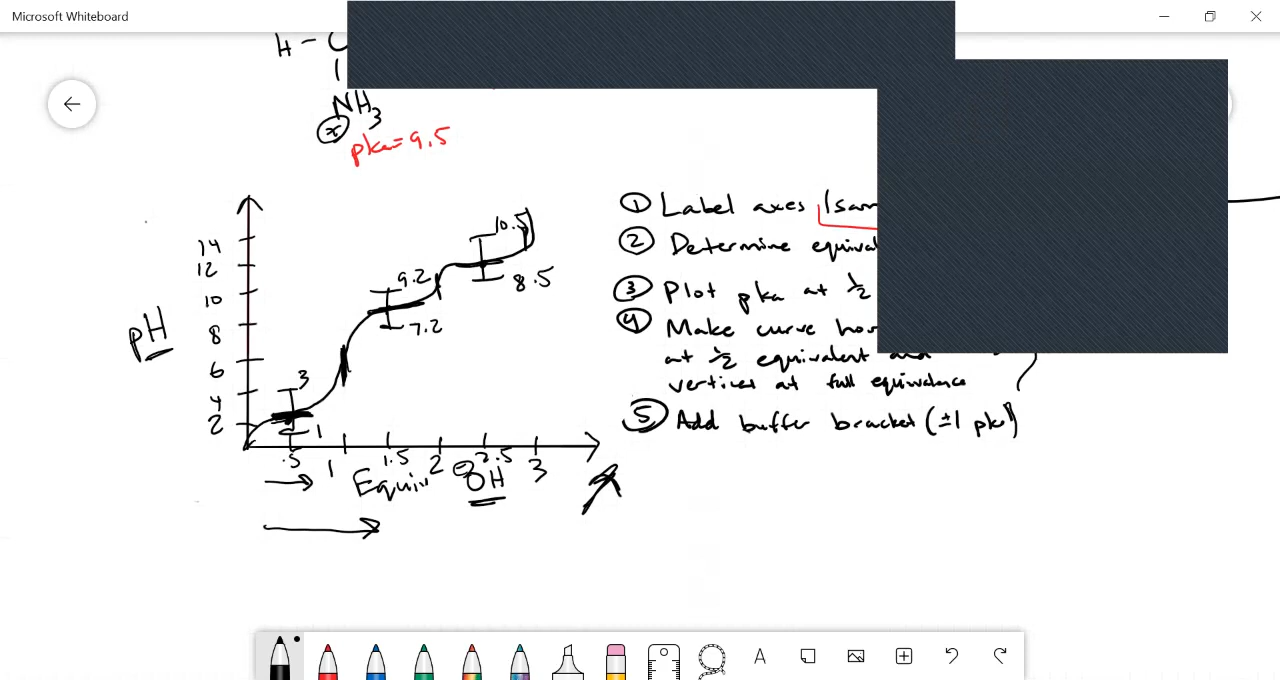 Microsoft Whiteboard
H - C
NH3
pka=9.5
14
12
10
8
6
4
2
pH
3
1
9.2
7.2
10.5
8.5
.5
1
1.5
2
2.5
3
Equiv OH
① Label axes
② Determine
③ Plot pka at 1/2
④ Make curve
at 1/2 equivalent and
vertical at full equivalence
⑤ Add buffer bracket (±1 pka)
A